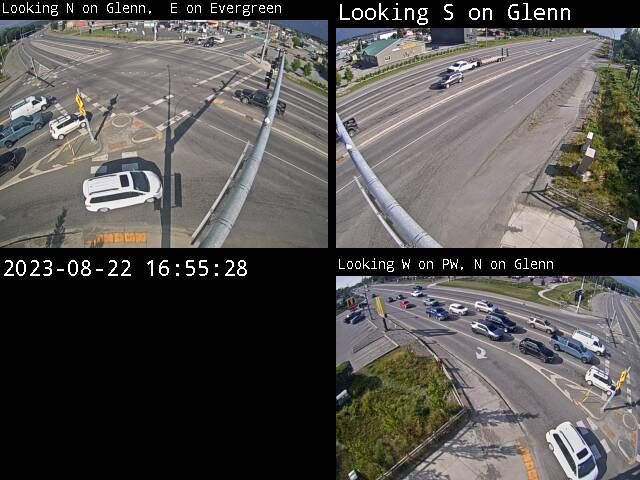 Looking N on Glenn,  E on Evergreen
Looking S on Glenn
2023-08-22 16:55:28
Looking W on PW, N on Glenn